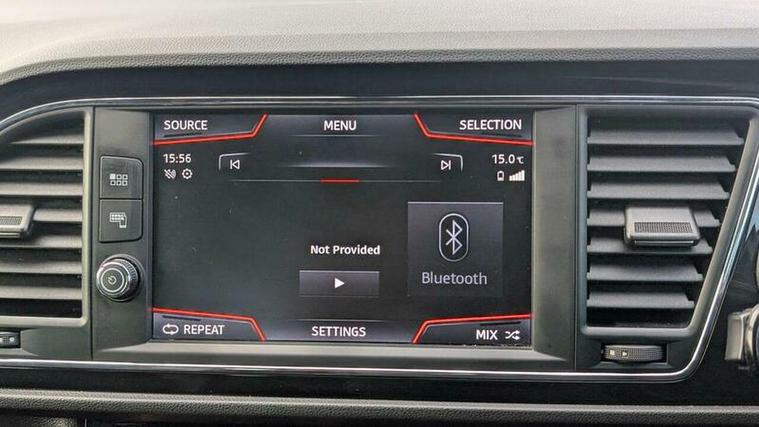 SOURCE MENU SELECTION
15:56 15.0 °C
Not Provided
Bluetooth
REPEAT SETTINGS MIX